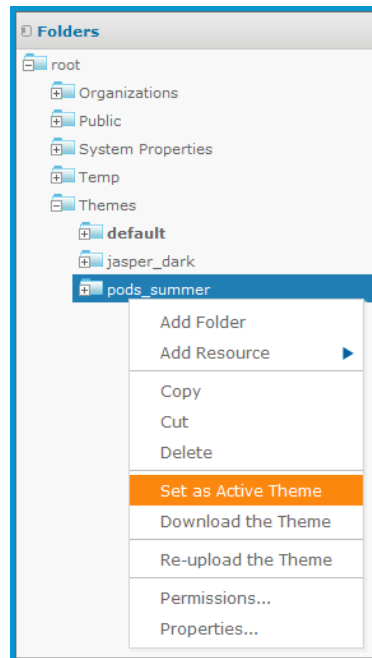 Folders
root
Organizations
Public
System Properties
Temp
Themes
default
jasper_dark
pods_summer
Add Folder
Add Resource
Copy
Cut
Delete
Set as Active Theme
Download the Theme
Re-upload the Theme
Permissions...
Properties...